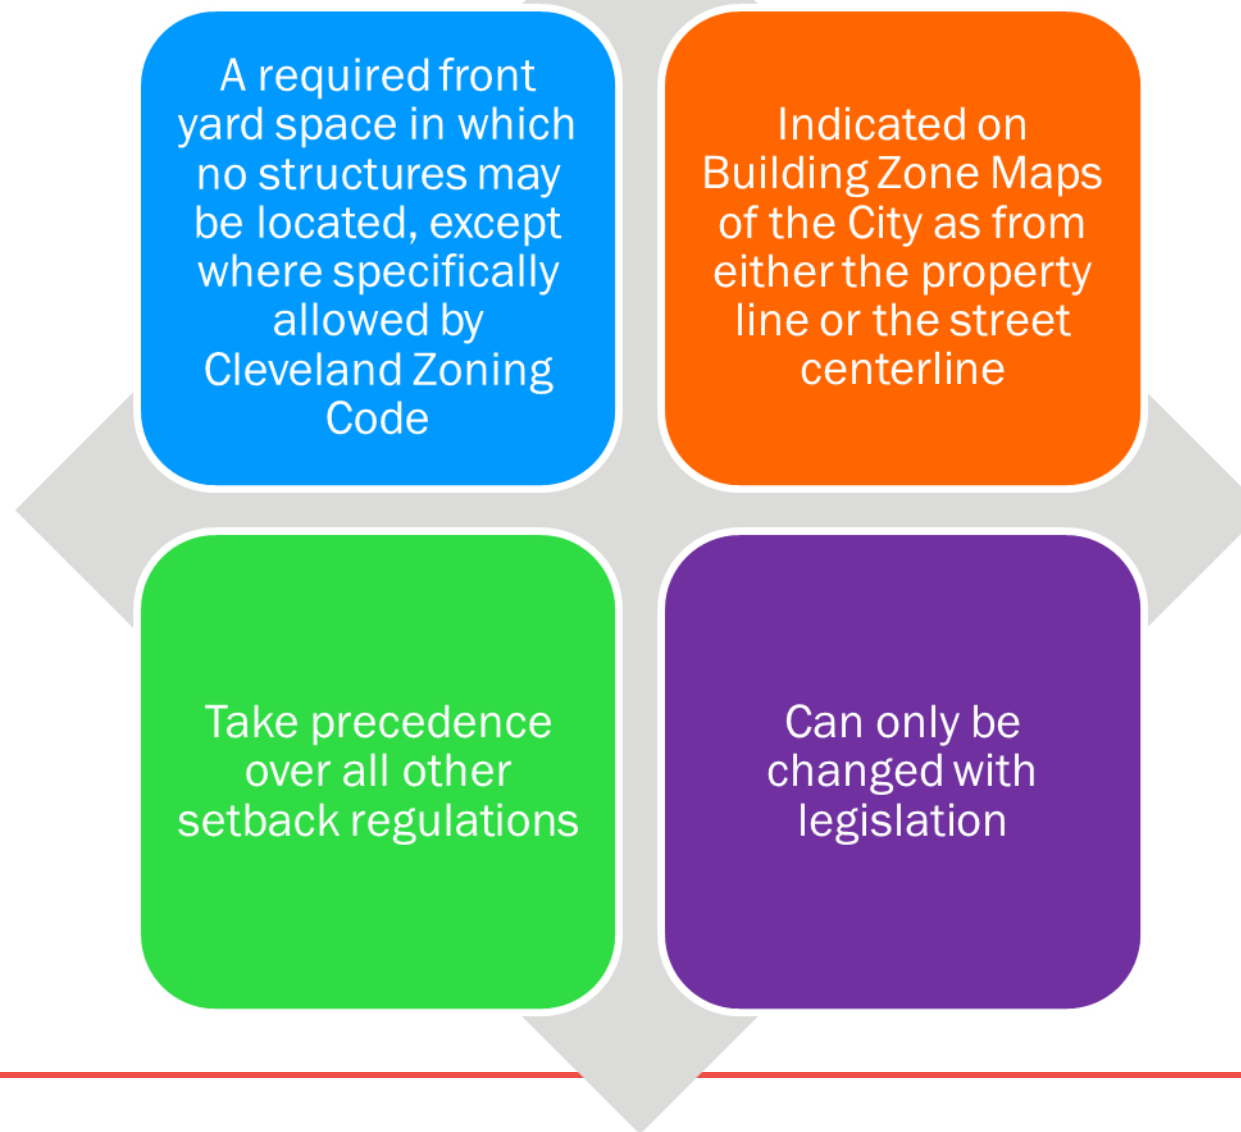 A required front
yard space in which
no structures may
be located, except
where specifically
allowed by
Cleveland Zoning
Code
Indicated on
Building Zone Maps
of the City as from
either the property
line or the street
centerline
Take precedence
over all other
setback regulations
Can only be
changed with
legislation